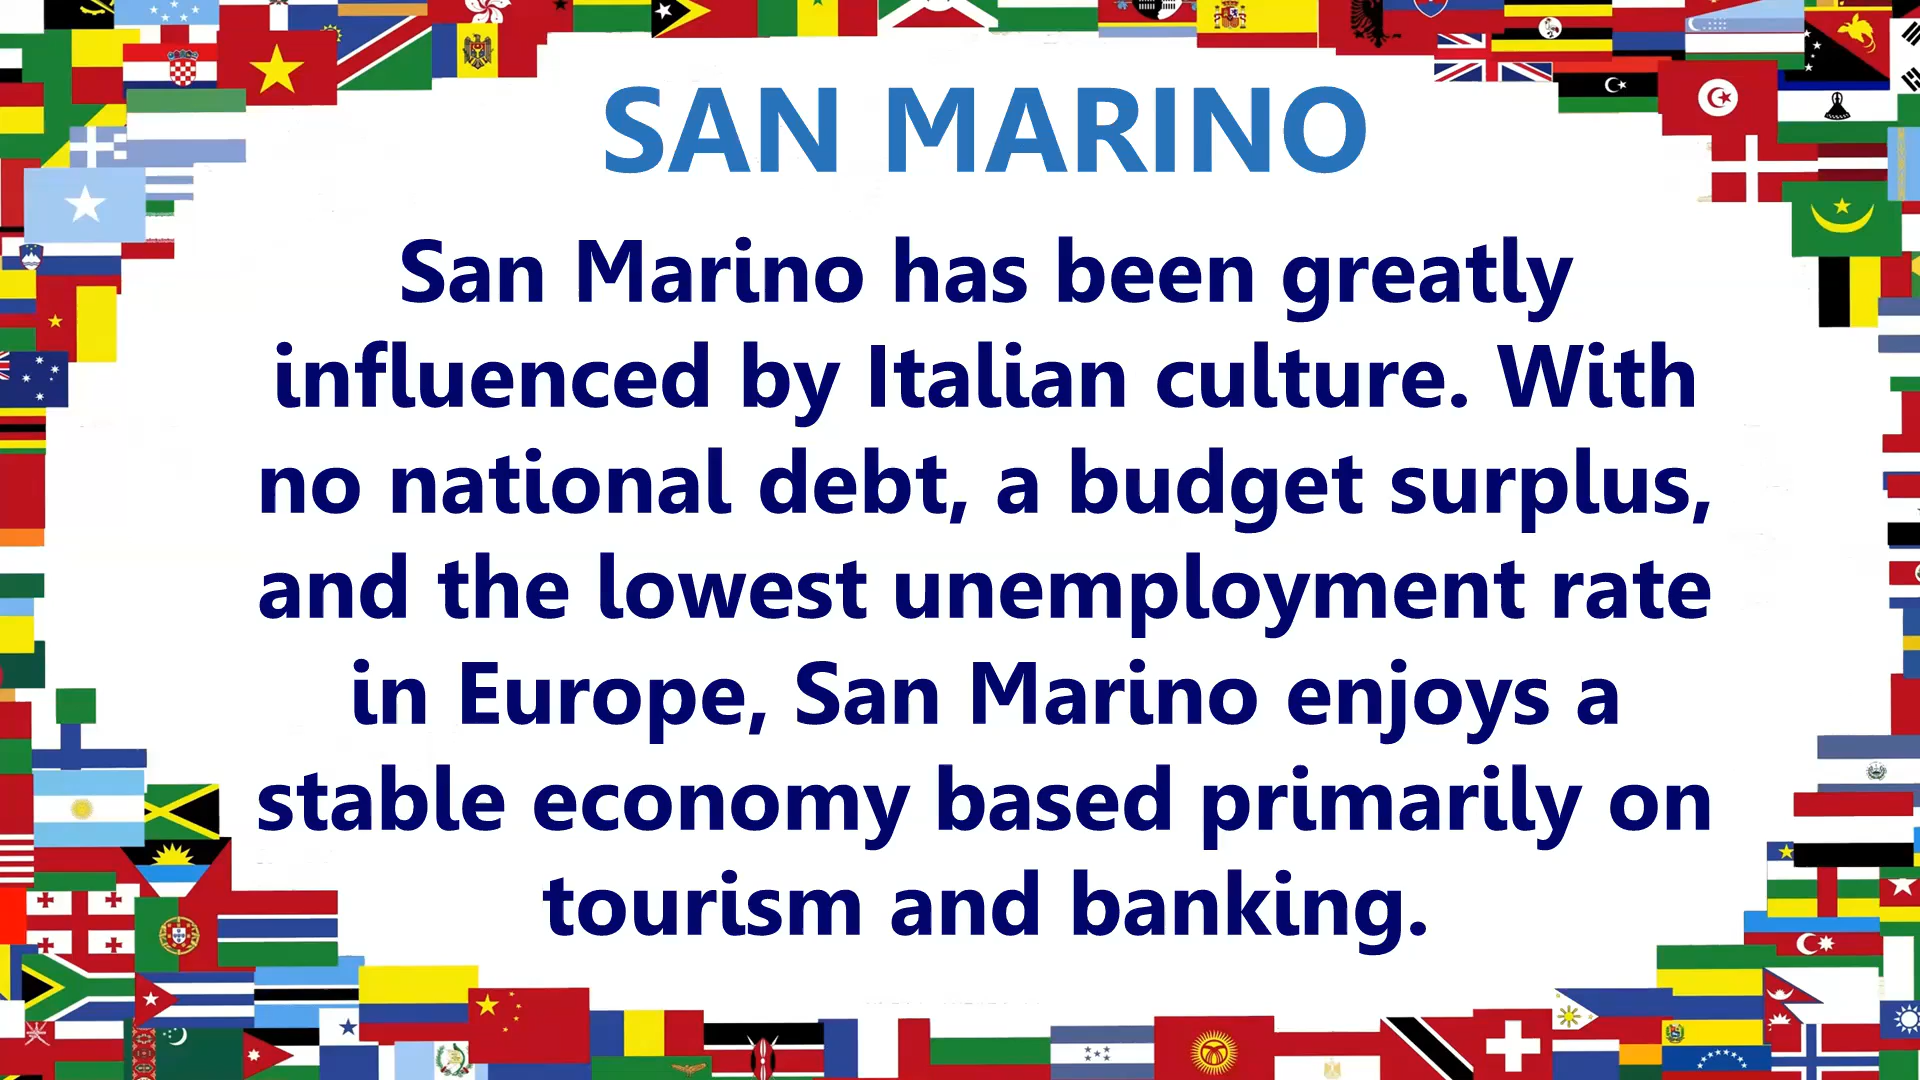 SAN MARINO
San Marino has been greatly
influenced by Italian culture. With
no national debt, a budget surplus,
and the lowest unemployment rate
in Europe, San Marino enjoys a
stable economy based primarily on
tourism and banking.